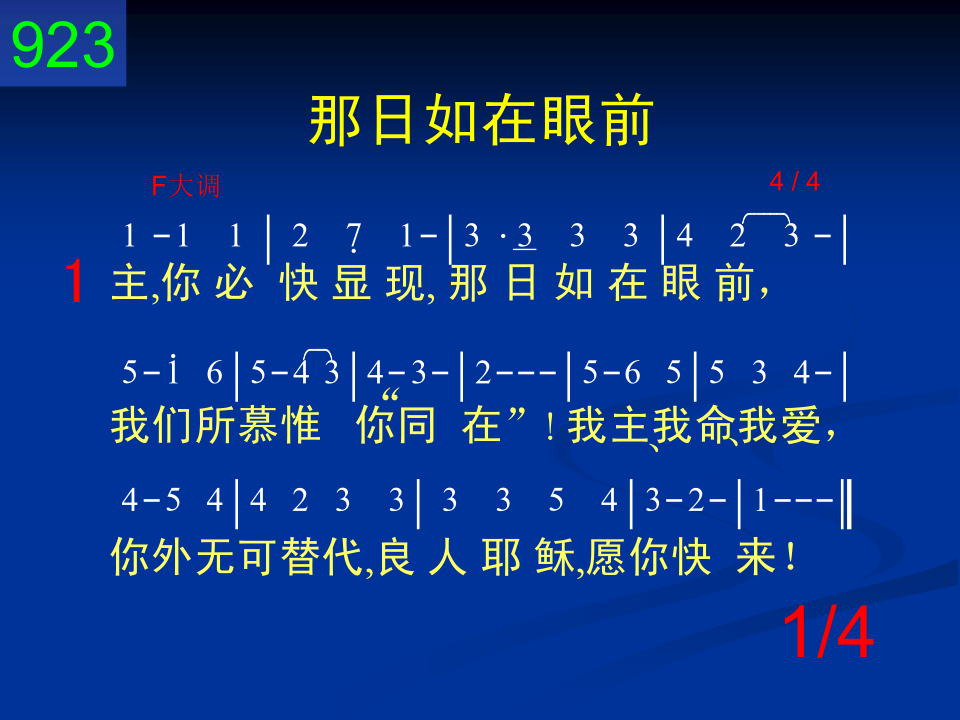 923
那日如在眼前
F大调 4 / 4
1 - 1 1 | 2 7̣ 1 - | 3 · 3̲ 3 3 | 4 2 3 - |
1 主,你 必 快 显 现, 那 日 如 在 眼 前，
5 - i 6 | 5 - 4 3 | 4 - 3 - | 2 - - - | 5 - 6 5 | 5 3 4 - |
我们所慕惟 你“同 在”! 我主、我命、我爱，
4 - 5 4 | 4 2 3 3 | 3 3 5 4 | 3 - 2 - | 1 - - - ‖
你外无可替代,良 人 耶 稣,愿你快 来！
1/4